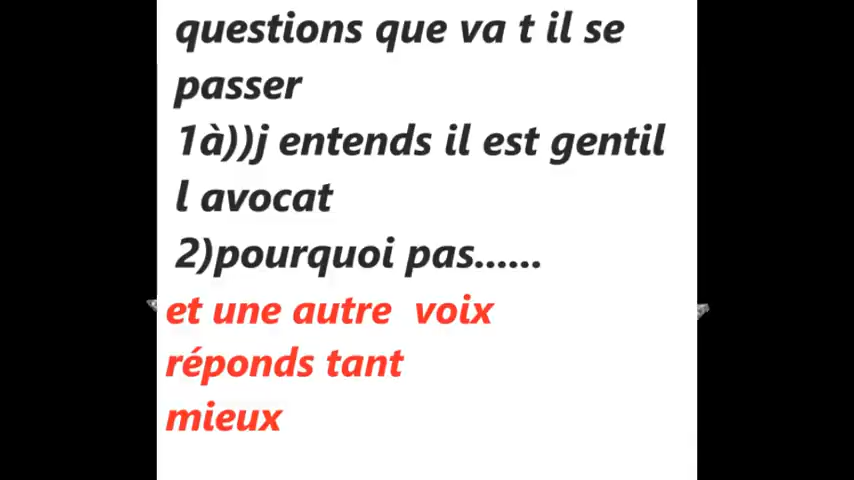 questions que va t il se
passer
1à))j entends il est gentil
l avocat
2)pourquoi pas......
et une autre voix
réponds tant
mieux